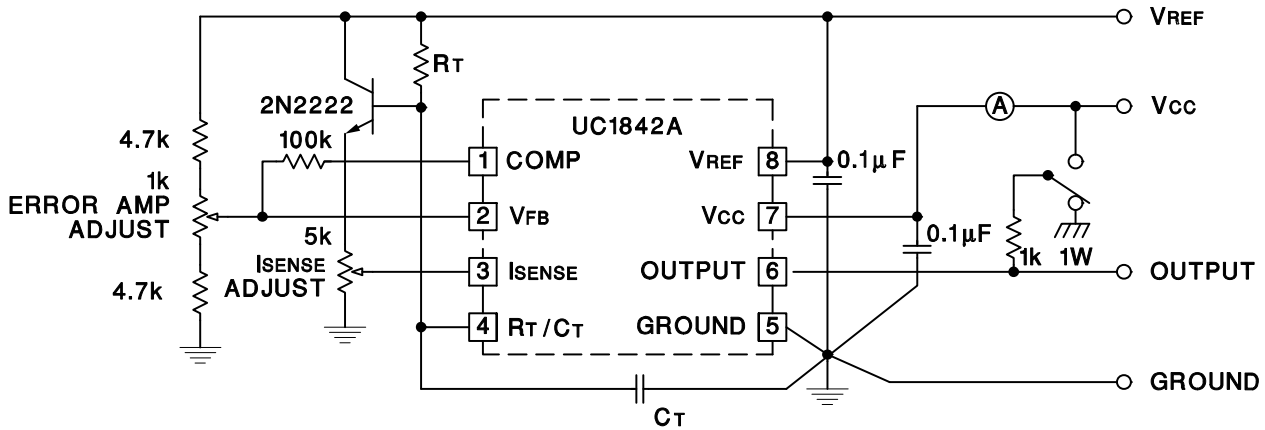 VREF
RT
2N2222
A
VCC
UC1842A
4.7k
100k
1 COMP
VREF 8
0.1µF
1k
ERROR AMP
ADJUST
2 VFB
VCC 7
0.1µF
5k
ISENSE
ADJUST
3 ISENSE
OUTPUT 6
1k 1W
OUTPUT
4.7k
4 RT/CT
GROUND 5
GROUND
CT